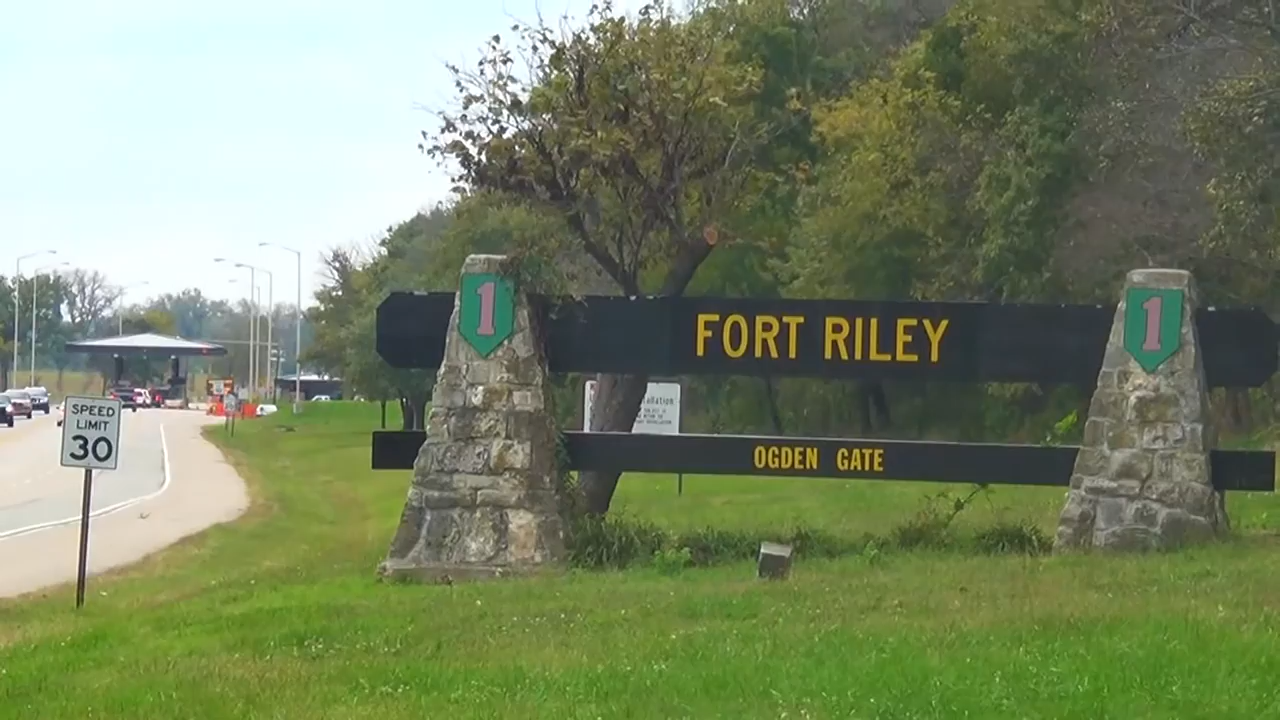 1
1
FORT RILEY
OGDEN GATE
SPEED
LIMIT
30